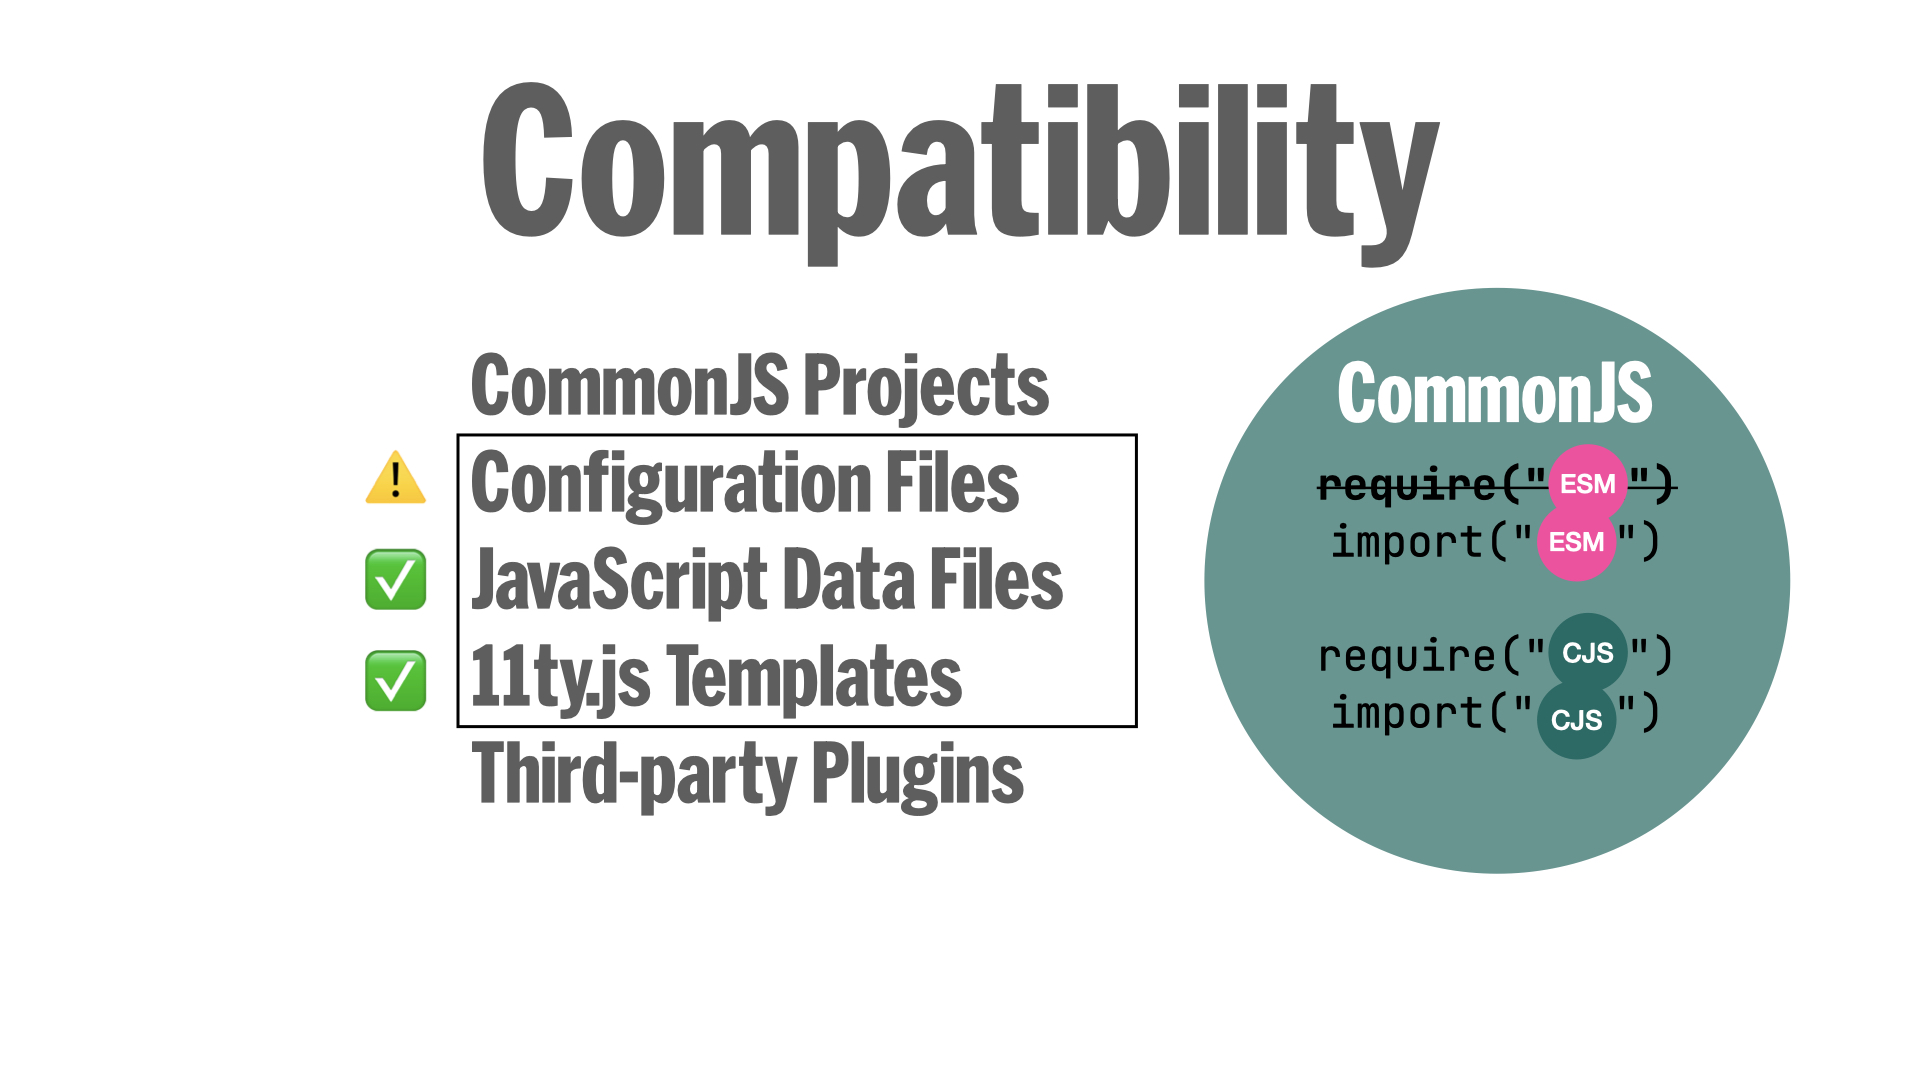 Compatibility
CommonJS Projects
⚠️ Configuration Files
✅ JavaScript Data Files
✅ 11ty.js Templates
Third-party Plugins
CommonJS
require("ESM")
import("ESM")
require("CJS")
import("CJS")